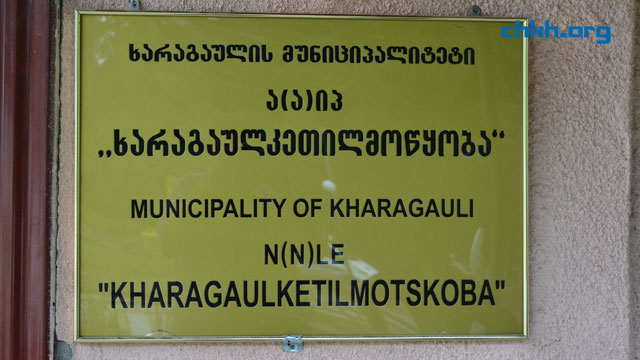 chkh.org
ხარაგაულის მუნიციპალიტეტი
ა(ა)იპ
„ხარაგაულკეთილმოწყობა“
MUNICIPALITY OF KHARAGAULI
N(N)LE
"KHARAGAULKETILMOTSKOBA"